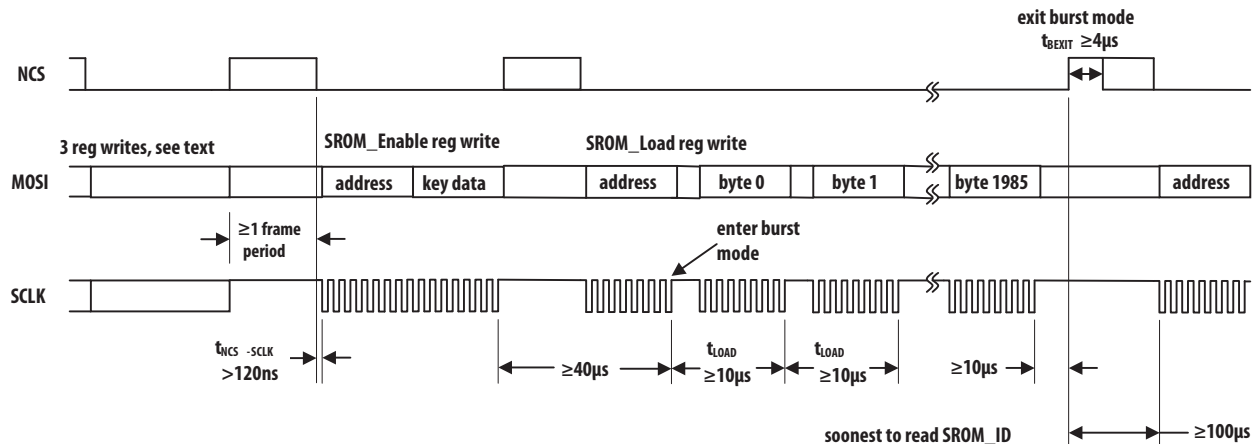 exit burst mode
tBEXIT ≥4μs
NCS
3 reg writes, see text
SROM_Enable reg write
SROM_Load reg write
MOSI
address
key data
address
byte 0
byte 1
byte 1985
address
≥1 frame
period
enter burst
mode
SCLK
tNCS -SCLK
>120ns
≥40μs
tLOAD
≥10μs
tLOAD
≥10μs
≥10μs
soonest to read SROM_ID
≥100μs